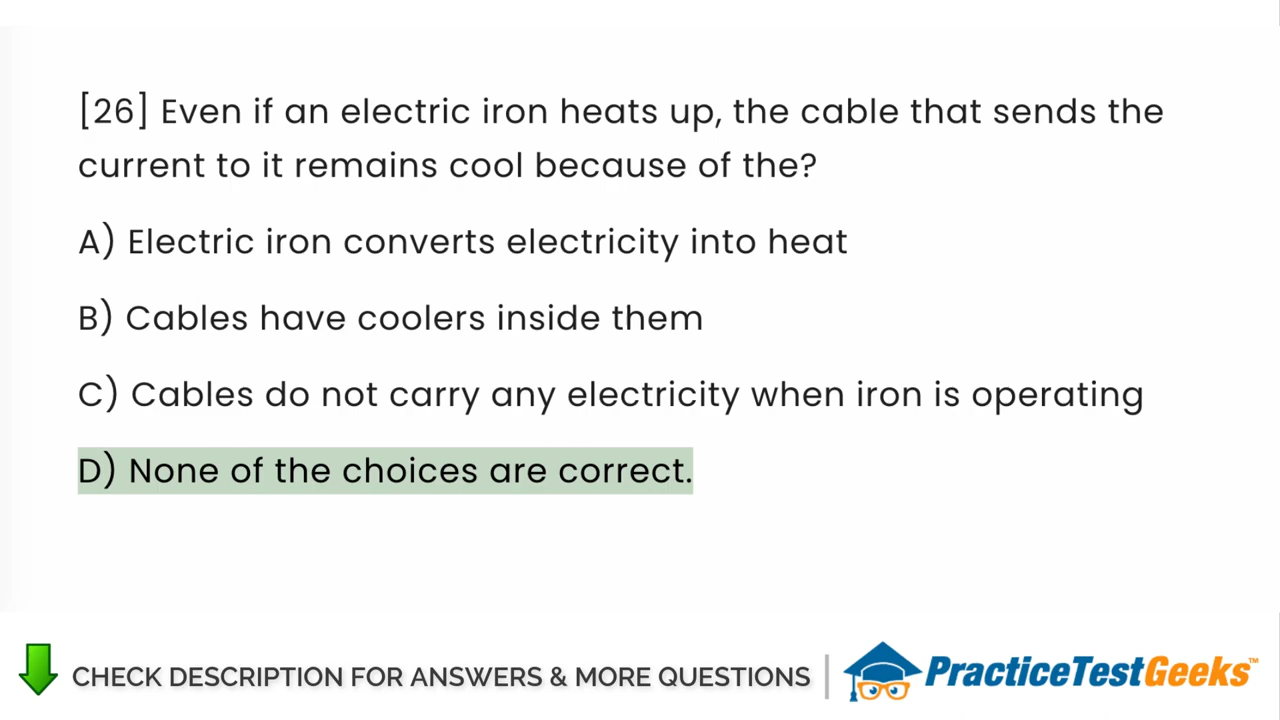 [26] Even if an electric iron heats up, the cable that sends the
current to it remains cool because of the?
A) Electric iron converts electricity into heat
B) Cables have coolers inside them
C) Cables do not carry any electricity when iron is operating
D) None of the choices are correct.
CHECK DESCRIPTION FOR ANSWERS & MORE QUESTIONS | PracticeTestGeeks™